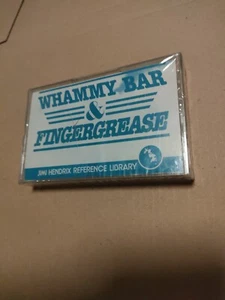 WHAMMY BAR
&
FINGERGREASE
JIMI HENDRIX REFERENCE LIBRARY